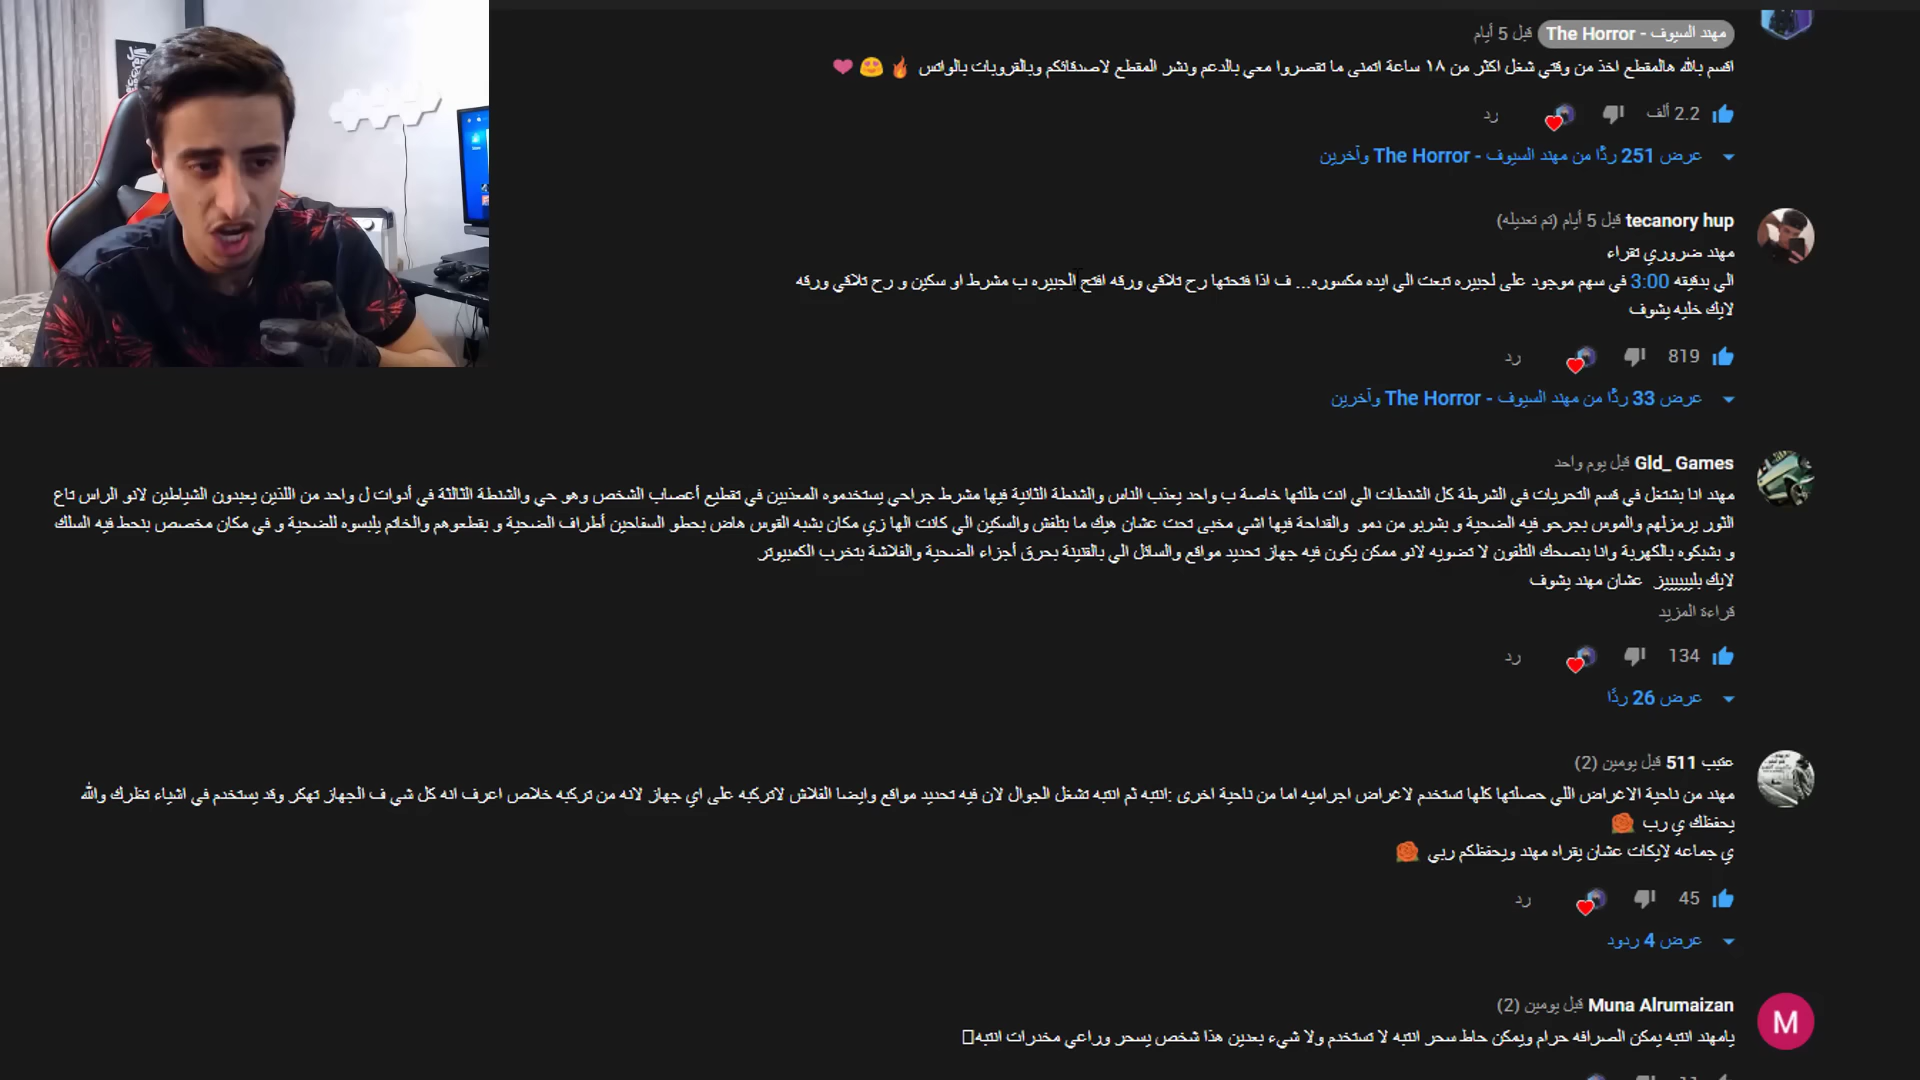 مهند السيوف - The Horror قبل 5 أيام
اقسم بالله هالمقطع اخذ من وقتي شغل اكثر من ١٨ ساعة اتمنى ما تقصروا معي بالدعم ونشر المقطع لاصدقائكم وبالقروبات بالواتس 🔥 😍 ❤
2.2 ألف رد
عرض 251 ردًّا من مهند السيوف - The Horror وآخرين
tecanory hup قبل 5 أيام (تم تعديله)
مهند ضروري تقراء
الي بدقيقه 3:00 في سهم موجود على لجبيره تبعت الي ايده مكسوره... ف اذا فتحتها رح تلاقي ورقه افتح الجبيره ب مشرط او سكين و رح تلاقي ورقه
لايك خليه يشوف
819 رد
عرض 33 ردًّا من مهند السيوف - The Horror وآخرين
Gld_ Games قبل يوم واحد
مهند انا بشتغل في قسم التحريات في الشرطة كل الشنطات الي انت طلتها خاصة ب واحد يعذب الناس والشنطة الثانية فيها مشرط جراحي يستخدموه المعذبين في تقطيع أعصاب الشخص وهو حي والشنطة الثالثة في أدوات ل واحد من اللذين يعبدون الشياطين لانو الراس تاع
الثور يرمزلهم والموس بجرحو فيه الضحية و بشربو من دمو والقداحة فيها اشي مخبى تحت عشان هيك ما بتلفش والسكين الي كانت الها زي مكان بشبه القوس هاض بحطو السفاحين أطراف الضحية و بقطعوهم والخاتم يلبسوه للضحية و في مكان مخصص بنحط فيه السلك
و بشبكوه بالكهربة وانا بنصحك التلفون لا تضويه لانو ممكن يكون فيه جهاز تحديد مواقع والسائل الي بالقنينة بحرق أجزاء الضحية والفلاشة بتخرب الكمبيوتر
لايك بلييييييز عشان مهند يشوف
قراءة المزيد
134 رد
عرض 26 ردًّا
عتيب 511 قبل يومين (2)
مهند من ناحية الاغراض اللي حصلتها كلها تستخدم لاغراض اجراميه اما من ناحية اخرى :انتبه ثم انتبه تشغل الجوال لان فيه تحديد مواقع وايضا الفلاش لاتركبه على اي جهاز لانه من تركبه خلاص اعرف انه كل شي ف الجهاز تهكر وقد يستخدم في اشياء تظرك والله
يحفظك ي رب 🌹
ي جماعه لايكات عشان يقراه مهند ويحفظكم ربي 🌹
45 رد
عرض 4 ردود
Muna Alrumaizan قبل يومين (2)
يامهند انتبه يمكن الصرافه حرام ويمكن حاط سحر انتبه لا تستخدم ولا شيء بعدين هذا شخص يسحر وراعي مخدرات انتبه
M